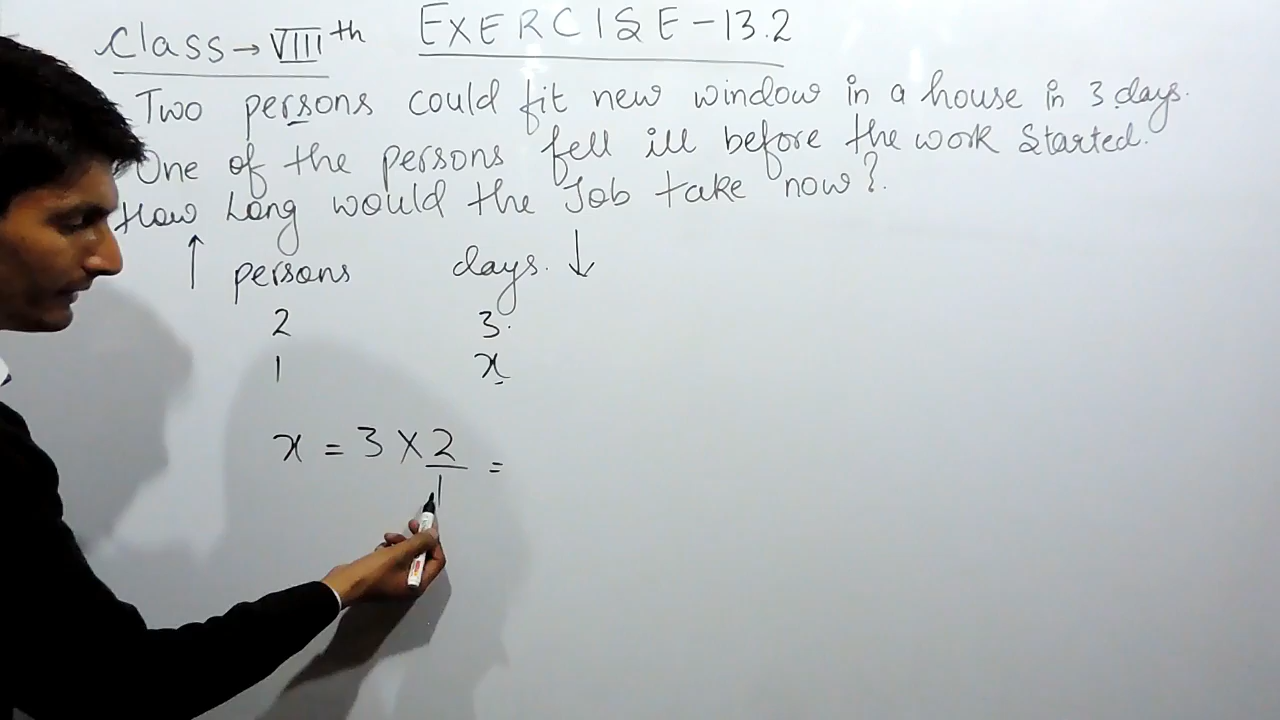 Class → VIIIth EXERCISE-13.2
Two persons could fit new window in a house in 3 days.
One of the persons fell ill before the work started.
How Long would the Job take now?
↑ persons days. ↓
2 3.
1 x
x = 3 × 2/1 =